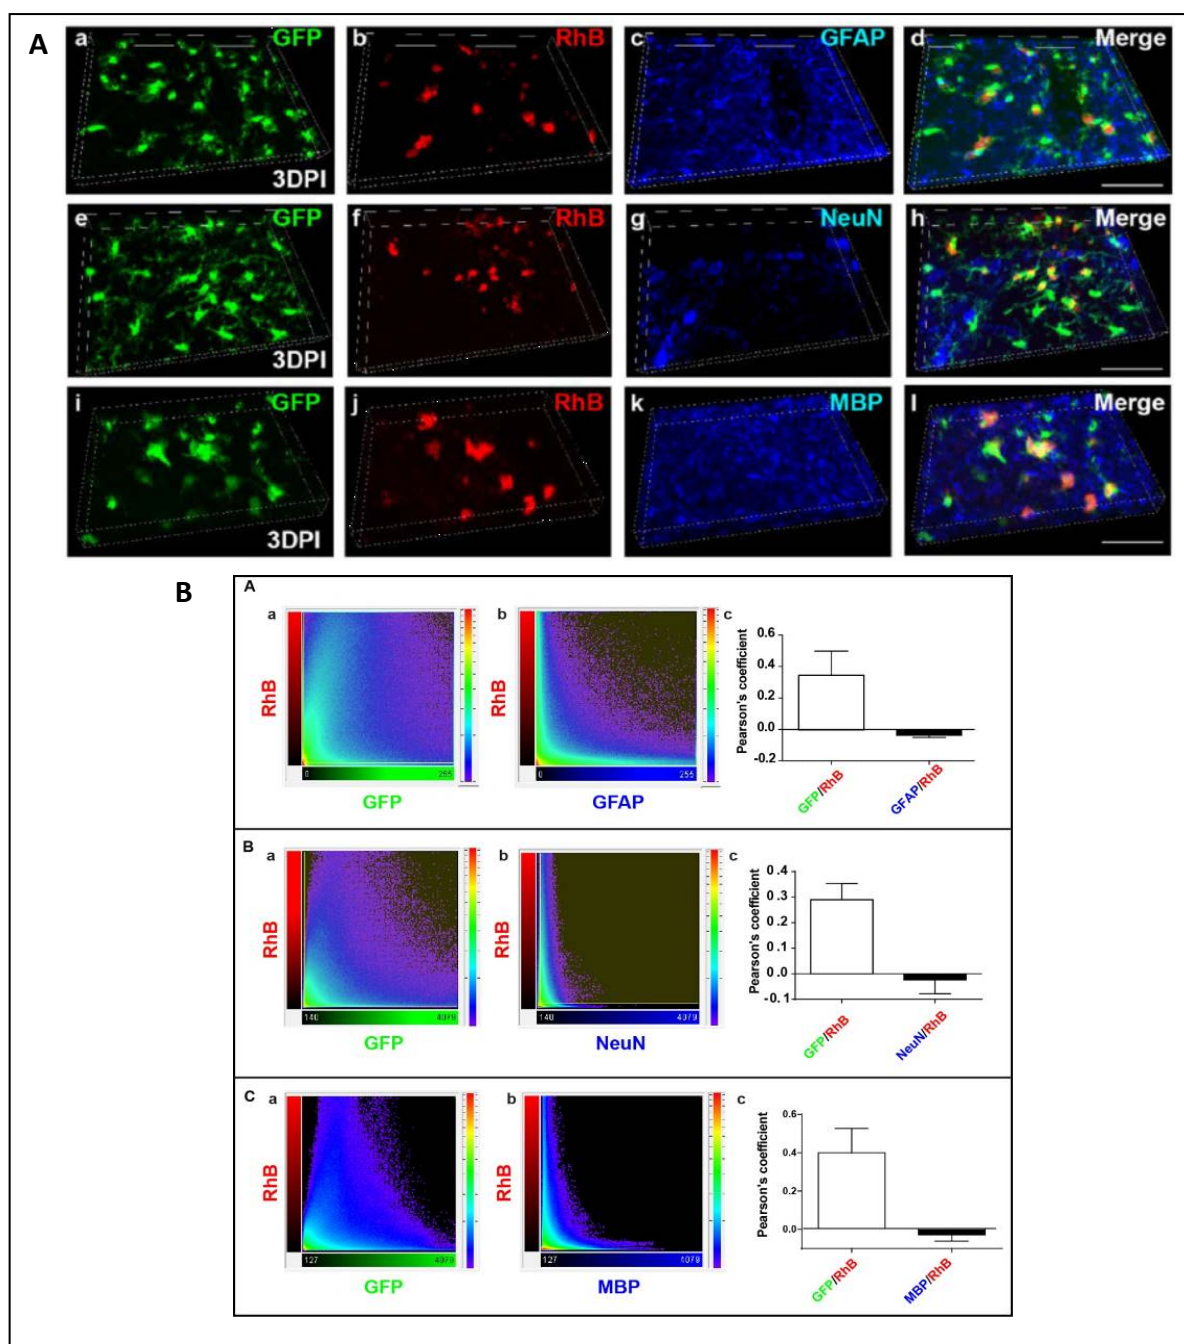 A
a GFP b RhB c GFAP d Merge
3DPI
e GFP f RhB g NeuN h Merge
3DPI
i GFP j RhB k MBP l Merge
3DPI
B
A
a b c
RhB RhB Pearson's coefficient
0.6
0.4
0.2
0.0
-0.2
0 255 0 255
GFP GFAP GFP/RhB GFAP/RhB
B
a b c
RhB RhB Pearson's coefficient
0.4
0.3
0.2
0.1
0.0
-0.1
140 4079 140 4079
GFP NeuN GFP/RhB NeuN/RhB
C
a b c
RhB RhB Pearson's coefficient
0.6
0.4
0.2
0.0
127 4079 127 4079
GFP MBP GFP/RhB MBP/RhB